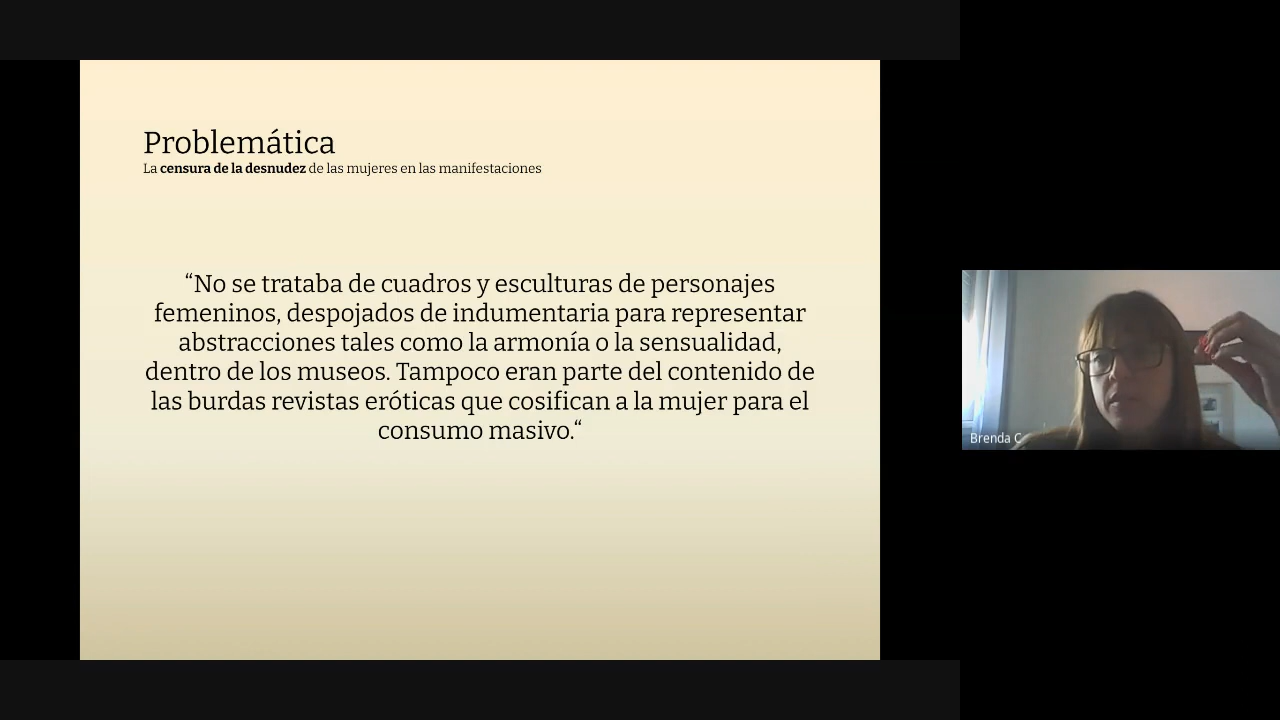 Problemática
La censura de la desnudez de las mujeres en las manifestaciones
“No se trataba de cuadros y esculturas de personajes
femeninos, despojados de indumentaria para representar
abstracciones tales como la armonía o la sensualidad,
dentro de los museos. Tampoco eran parte del contenido de
las burdas revistas eróticas que cosifican a la mujer para el
consumo masivo.“
Brenda C